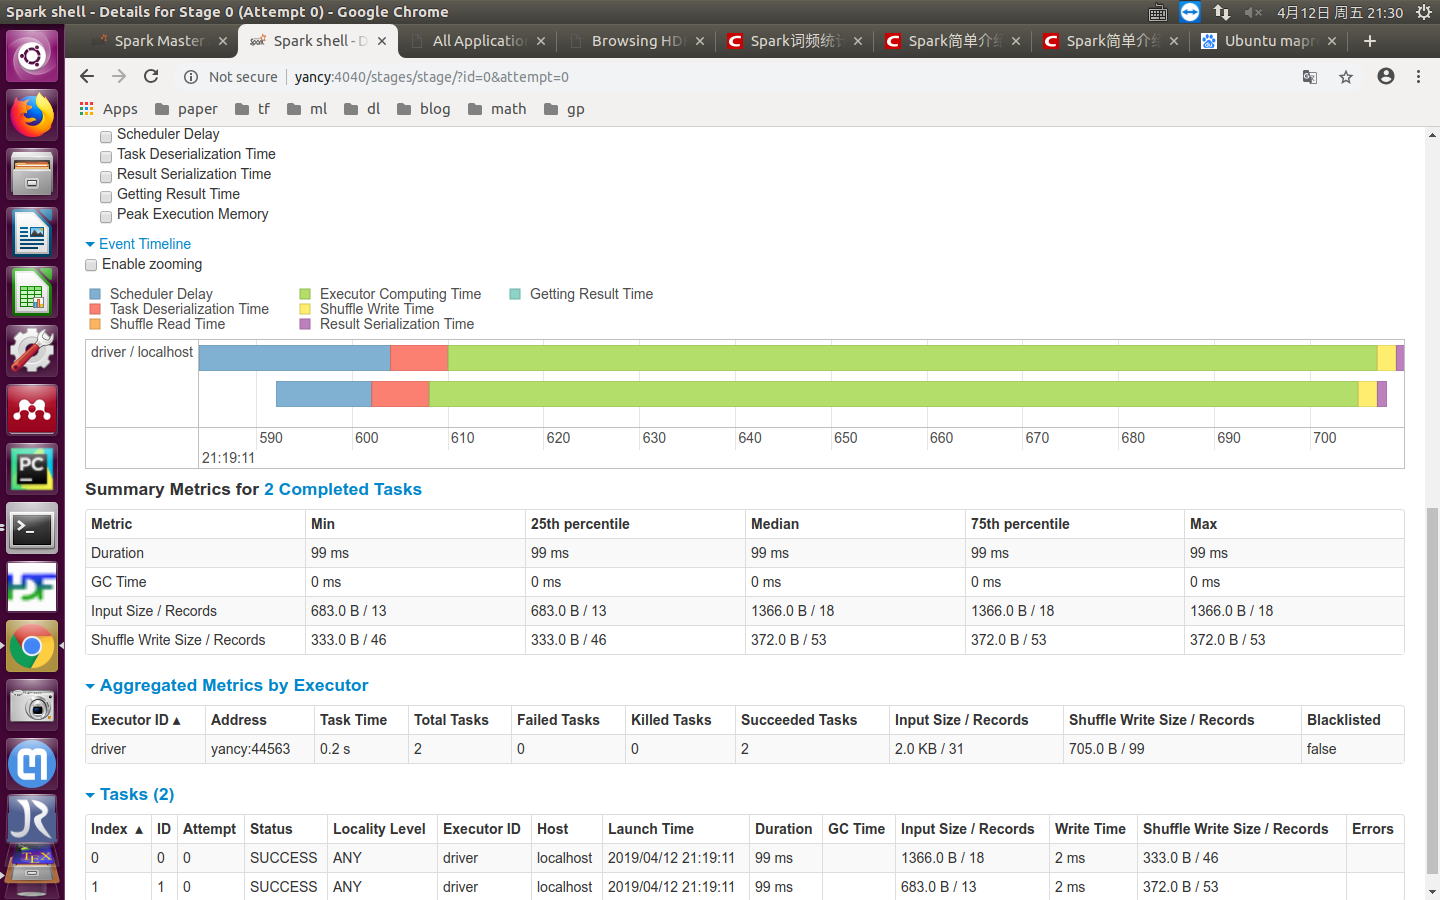 Spark shell - Details for Stage 0 (Attempt 0) - Google Chrome
4月12日 周五 21:30
Spark Master
Spark shell - D
All Application
Browsing HD
Spark词频统计
Spark简单介绍
Spark简单介绍
Ubuntu mapr
Not secure
yancy:4040/stages/stage/?id=0&attempt=0
Apps paper tf ml dl blog math gp
Scheduler Delay
Task Deserialization Time
Result Serialization Time
Getting Result Time
Peak Execution Memory
Event Timeline
Enable zooming
Scheduler Delay Executor Computing Time Getting Result Time
Task Deserialization Time Shuffle Write Time
Shuffle Read Time Result Serialization Time
driver / localhost
590 600 610 620 630 640 650 660 670 680 690 700
21:19:11
Summary Metrics for 2 Completed Tasks
Metric Min 25th percentile Median 75th percentile Max
Duration 99 ms 99 ms 99 ms 99 ms 99 ms
GC Time 0 ms 0 ms 0 ms 0 ms 0 ms
Input Size / Records 683.0 B / 13 683.0 B / 13 1366.0 B / 18 1366.0 B / 18 1366.0 B / 18
Shuffle Write Size / Records 333.0 B / 46 333.0 B / 46 372.0 B / 53 372.0 B / 53 372.0 B / 53
Aggregated Metrics by Executor
Executor ID ▴ Address Task Time Total Tasks Failed Tasks Killed Tasks Succeeded Tasks Input Size / Records Shuffle Write Size / Records Blacklisted
driver yancy:44563 0.2 s 2 0 0 2 2.0 KB / 31 705.0 B / 99 false
Tasks (2)
Index ▴ ID Attempt Status Locality Level Executor ID Host Launch Time Duration GC Time Input Size / Records Write Time Shuffle Write Size / Records Errors
0 0 0 SUCCESS ANY driver localhost 2019/04/12 21:19:11 99 ms 1366.0 B / 18 2 ms 333.0 B / 46
1 1 0 SUCCESS ANY driver localhost 2019/04/12 21:19:11 99 ms 683.0 B / 13 2 ms 372.0 B / 53